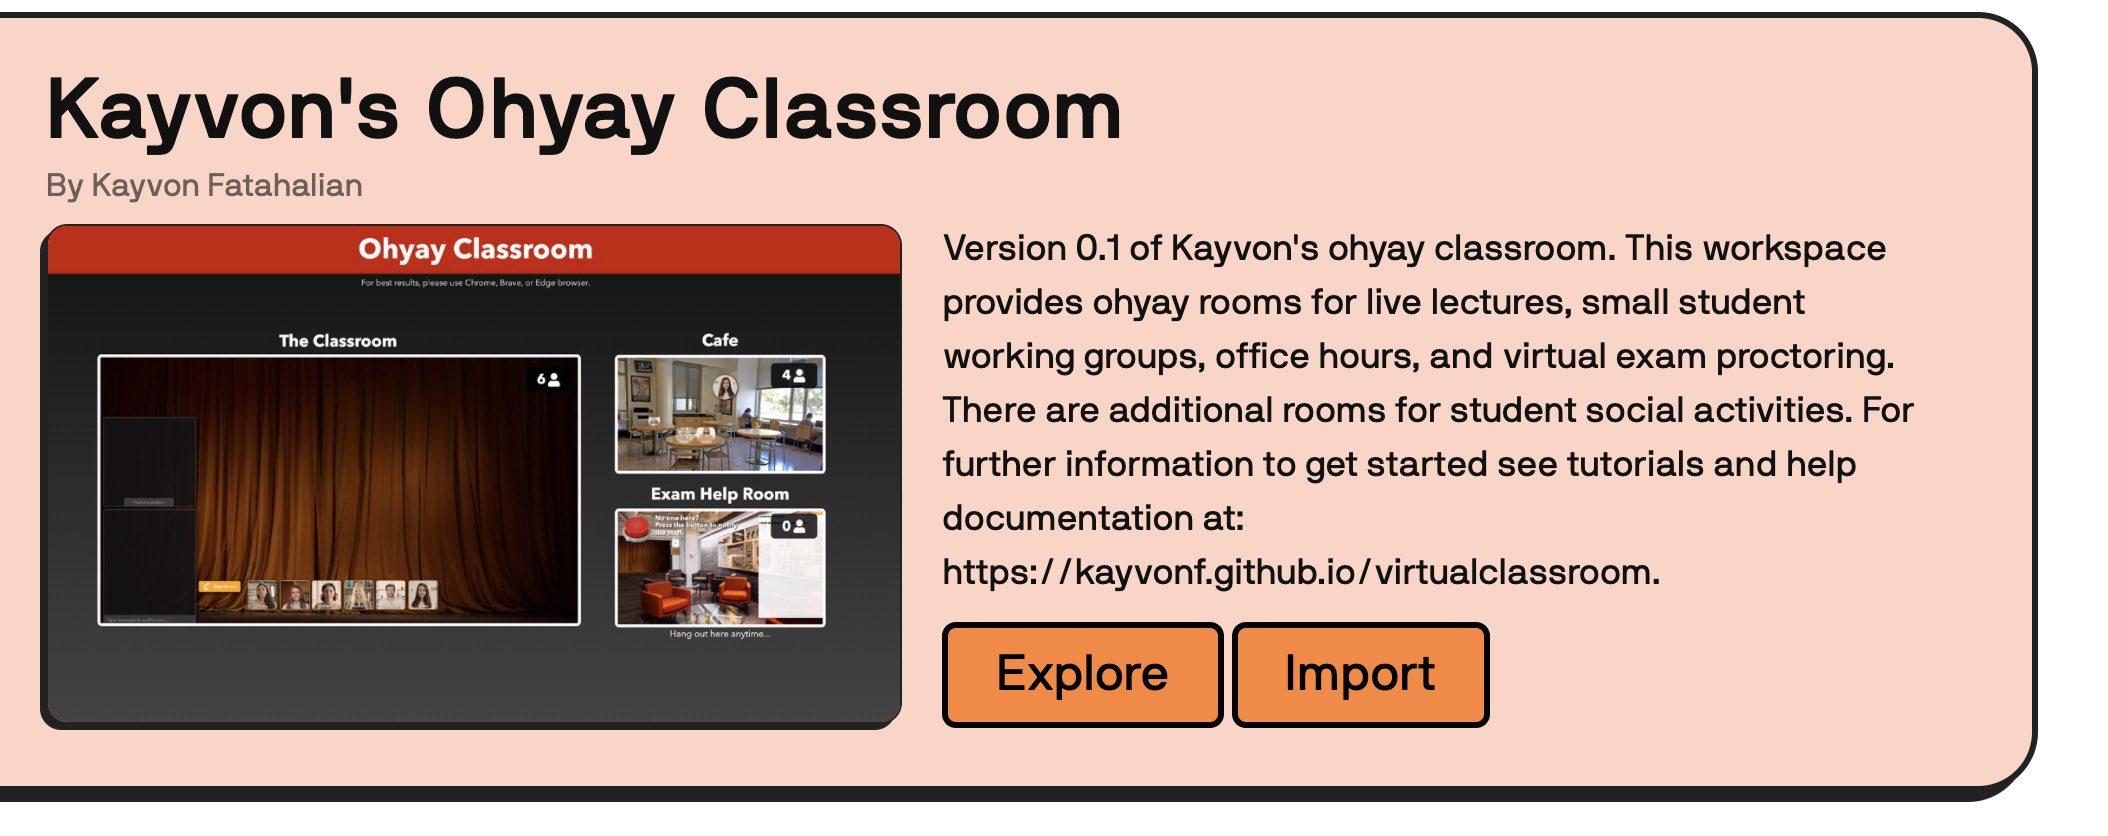 Kayvon's Ohyay Classroom
By Kayvon Fatahalian
Ohyay Classroom
For best results, please use Chrome, Brave, or Edge browser.
The Classroom
6
Cafe
4
Exam Help Room
No one here?
Press the button to notify
the staff.
0
Hang out here anytime...
Post a question
Version 0.1 of Kayvon's ohyay classroom. This workspace
provides ohyay rooms for live lectures, small student
working groups, office hours, and virtual exam proctoring.
There are additional rooms for student social activities. For
further information to get started see tutorials and help
documentation at:
https://kayvonf.github.io/virtualclassroom.
Explore
Import